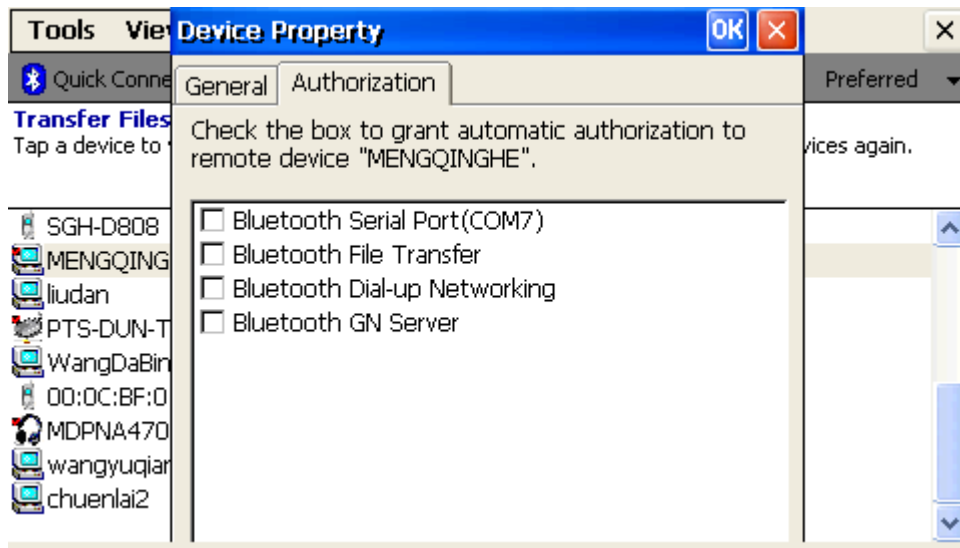 Tools View Device Property OK
Quick Conne General Authorization Preferred
Transfer Files
Tap a device to vices again.
Check the box to grant automatic authorization to
remote device "MENGQINGHE".
SGH-D808
MENGQING
liudan
PTS-DUN-T
WangDaBin
00:0C:BF:0
MDPNA470
wangyuqian
chuenlai2
Bluetooth Serial Port(COM7)
Bluetooth File Transfer
Bluetooth Dial-up Networking
Bluetooth GN Server